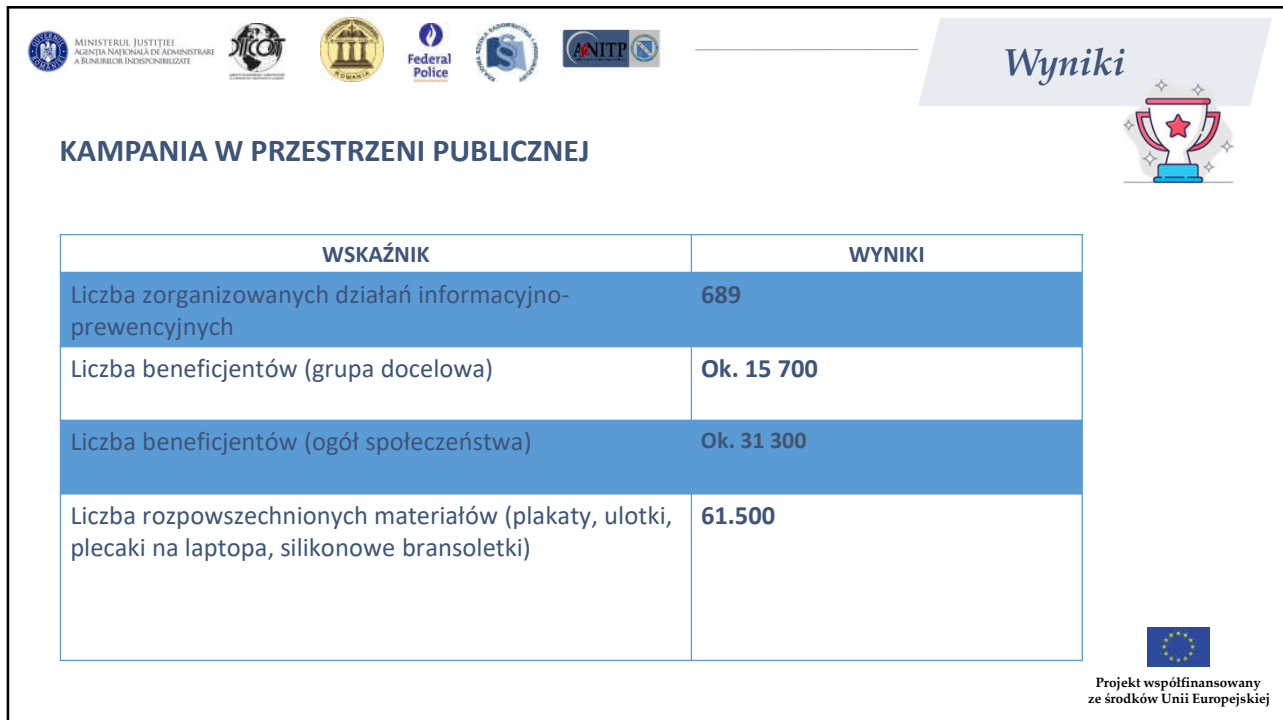 MINISTERUL JUSTIȚIEI
AGENȚIA NAȚIONALĂ DE ADMINISTRARE
A BUNURILOR INDISPONIBILIZATE
DIICOT
ROMANIA
Federal
Police
ANITP
Wyniki
KAMPANIA W PRZESTRZENI PUBLICZNEJ
WSKAŹNIK WYNIKI
Liczba zorganizowanych działań informacyjno-
prewencyjnych 689
Liczba beneficjentów (grupa docelowa) Ok. 15 700
Liczba beneficjentów (ogół społeczeństwa) Ok. 31 300
Liczba rozpowszechnionych materiałów (plakaty, ulotki, 61.500
plecaki na laptopa, silikonowe bransoletki)
Projekt współfinansowany
ze środków Unii Europejskiej